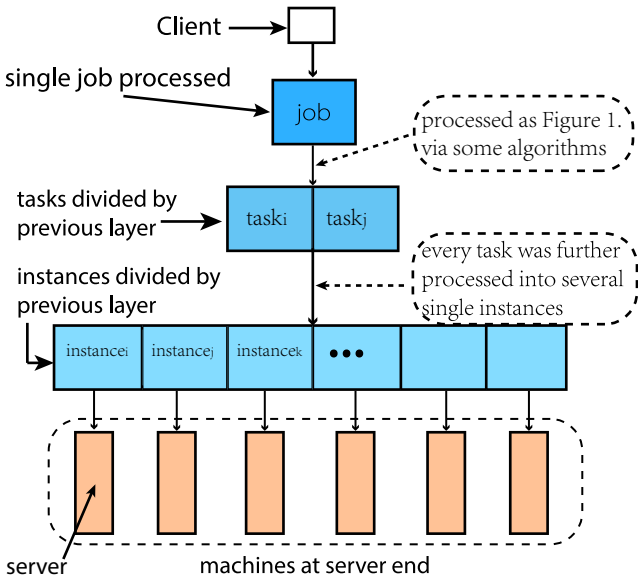 Client
single job processed
job
processed as Figure 1.
via some algorithms
tasks divided by
previous layer
taski
taskj
every task was further
processed into several
single instances
instances divided by
previous layer
instancei
instancej
instancek
•••
server
machines at server end